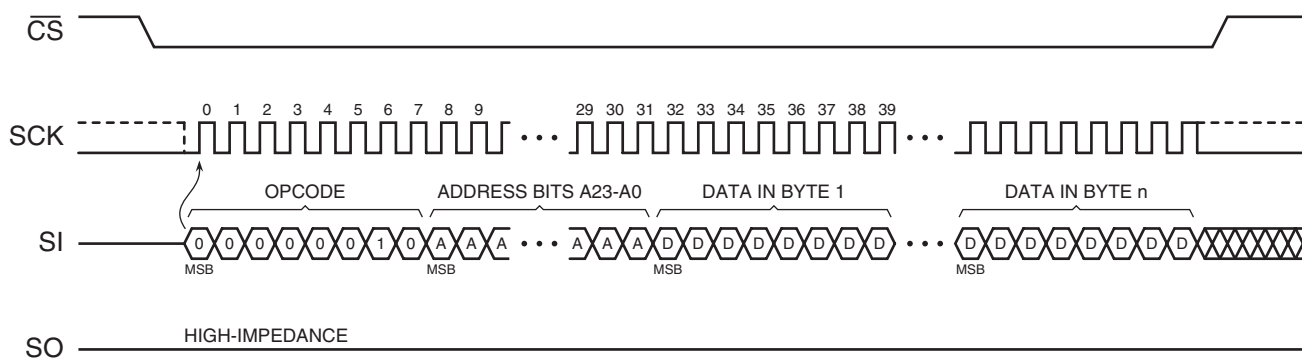 CS
SCK
0 1 2 3 4 5 6 7 8 9 29 30 31 32 33 34 35 36 37 38 39
OPCODE ADDRESS BITS A23-A0 DATA IN BYTE 1 DATA IN BYTE n
SI
0 0 0 0 0 0 1 0 A A A A A A D D D D D D D D D D D D D D D D
MSB MSB MSB MSB
SO
HIGH-IMPEDANCE